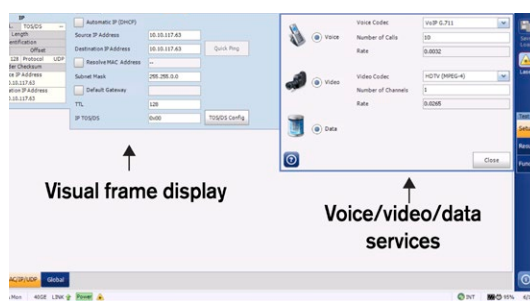 IP
TOS/DS
Length
Identification
Offset
128 Protocol UDP
Header Checksum
Source IP Address
10.10.117.63
Destination IP Address
10.10.117.63
Automatic IP (DHCP)
Source IP Address 10.10.117.63
Destination IP Address 10.10.117.63 Quick Ping
Resolve MAC Address --
Subnet Mask 255.255.0.0
Default Gateway
TTL 128
IP TOS/DS 0x00 TOS/DS Config
Voice
Voice Codec VoIP G.711
Number of Calls 10
Rate 0.0032
Video
Video Codec HDTV (MPEG-4)
Number of Channels 1
Rate 0.0265
Data
Close
Visual frame display
Voice/video/data
services
MAC/IP/UDP Global
40GE LINK Power INT 95%